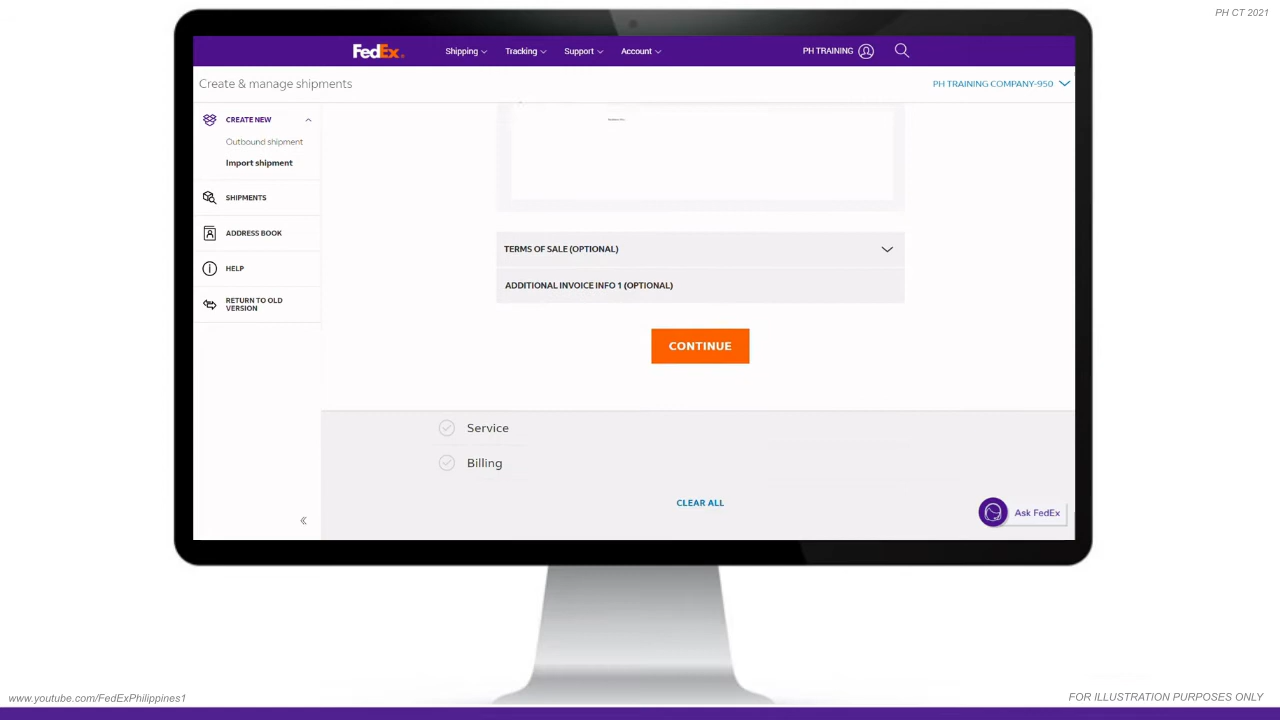 PH CT 2021
FedEx
Shipping
Tracking
Support
Account
PH TRAINING
Create & manage shipments
PH TRAINING COMPANY-950
CREATE NEW
Outbound shipment
Import shipment
SHIPMENTS
ADDRESS BOOK
HELP
RETURN TO OLD
VERSION
TERMS OF SALE (OPTIONAL)
ADDITIONAL INVOICE INFO 1 (OPTIONAL)
CONTINUE
Service
Billing
CLEAR ALL
Ask FedEx
www.youtube.com/FedExPhilippines1
FOR ILLUSTRATION PURPOSES ONLY